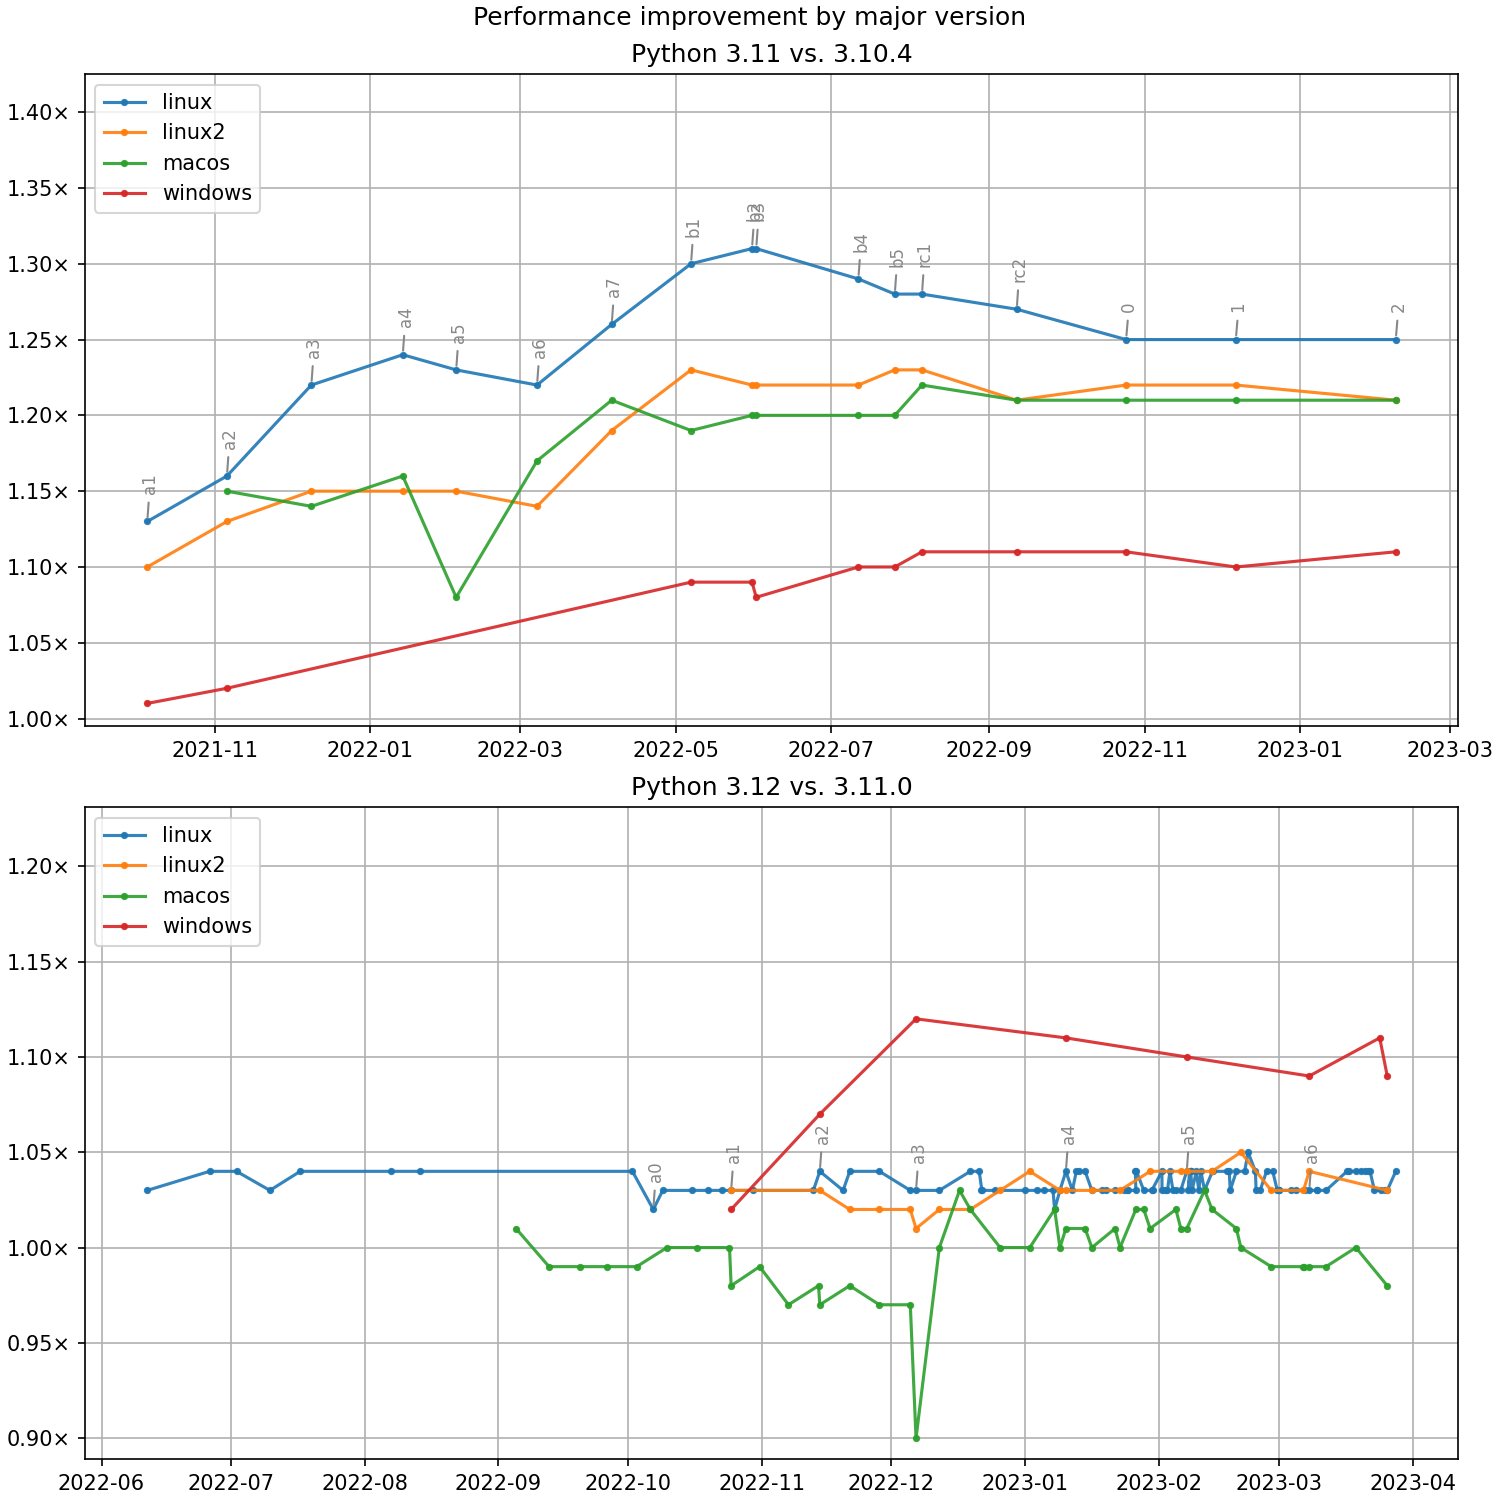 Performance improvement by major version
Python 3.11 vs. 3.10.4
1.40×
1.35×
1.30×
1.25×
1.20×
1.15×
1.10×
1.05×
1.00×
linux
linux2
macos
windows
a1
a2
a3
a4
a5
a6
a7
b1
b3
b4
b5
rc1
rc2
0
1
2
2021-11
2022-01
2022-03
2022-05
2022-07
2022-09
2022-11
2023-01
2023-03
Python 3.12 vs. 3.11.0
1.20×
1.15×
1.10×
1.05×
1.00×
0.95×
0.90×
linux
linux2
macos
windows
a0
a1
a2
a3
a4
a5
a6
2022-06
2022-07
2022-08
2022-09
2022-10
2022-11
2022-12
2023-01
2023-02
2023-03
2023-04